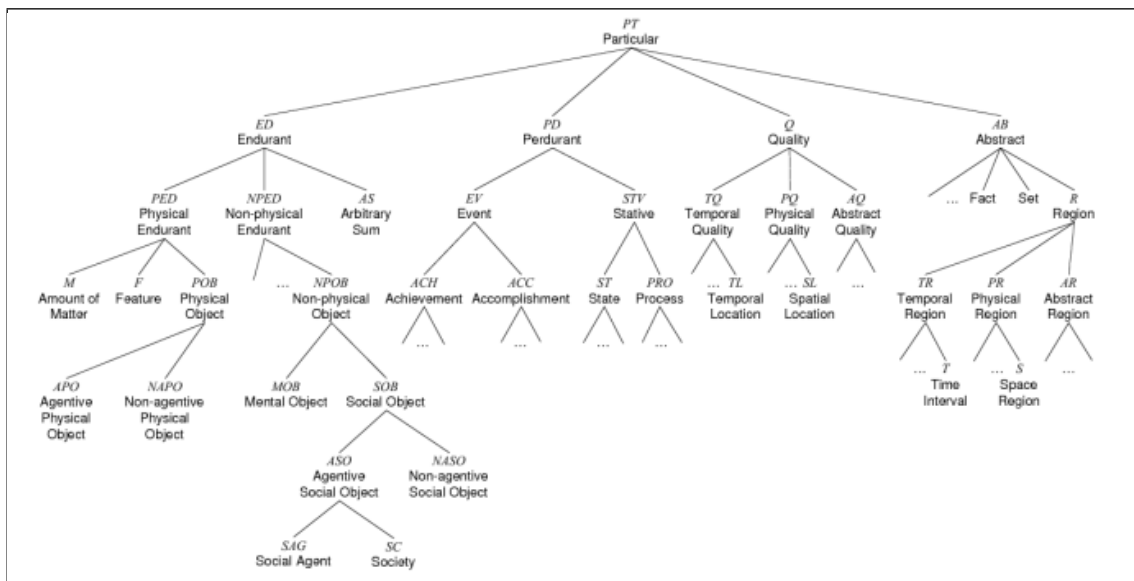 PT
Particular
ED
Endurant
PD
Perdurant
Q
Quality
AB
Abstract
PED
Physical
Endurant
NPED
Non-physical
Endurant
AS
Arbitrary
Sum
EV
Event
STV
Stative
TQ
Temporal
Quality
PQ
Physical
Quality
AQ
Abstract
Quality
...
Fact
Set
R
Region
M
Amount of
Matter
F
Feature
POB
Physical
Object
...
NPOB
Non-physical
Object
ACH
Achievement
...
ACC
Accomplishment
...
ST
State
...
PRO
Process
...
... TL
Temporal
Location
... SL
Spatial
Location
...
TR
Temporal
Region
PR
Physical
Region
AR
Abstract
Region
... T
Time
Interval
... S
Space
Region
...
APO
Agentive
Physical
Object
NAPO
Non-agentive
Physical
Object
MOB
Mental Object
SOB
Social Object
ASO
Agentive
Social Object
NASO
Non-agentive
Social Object
SAG
Social Agent
SC
Society